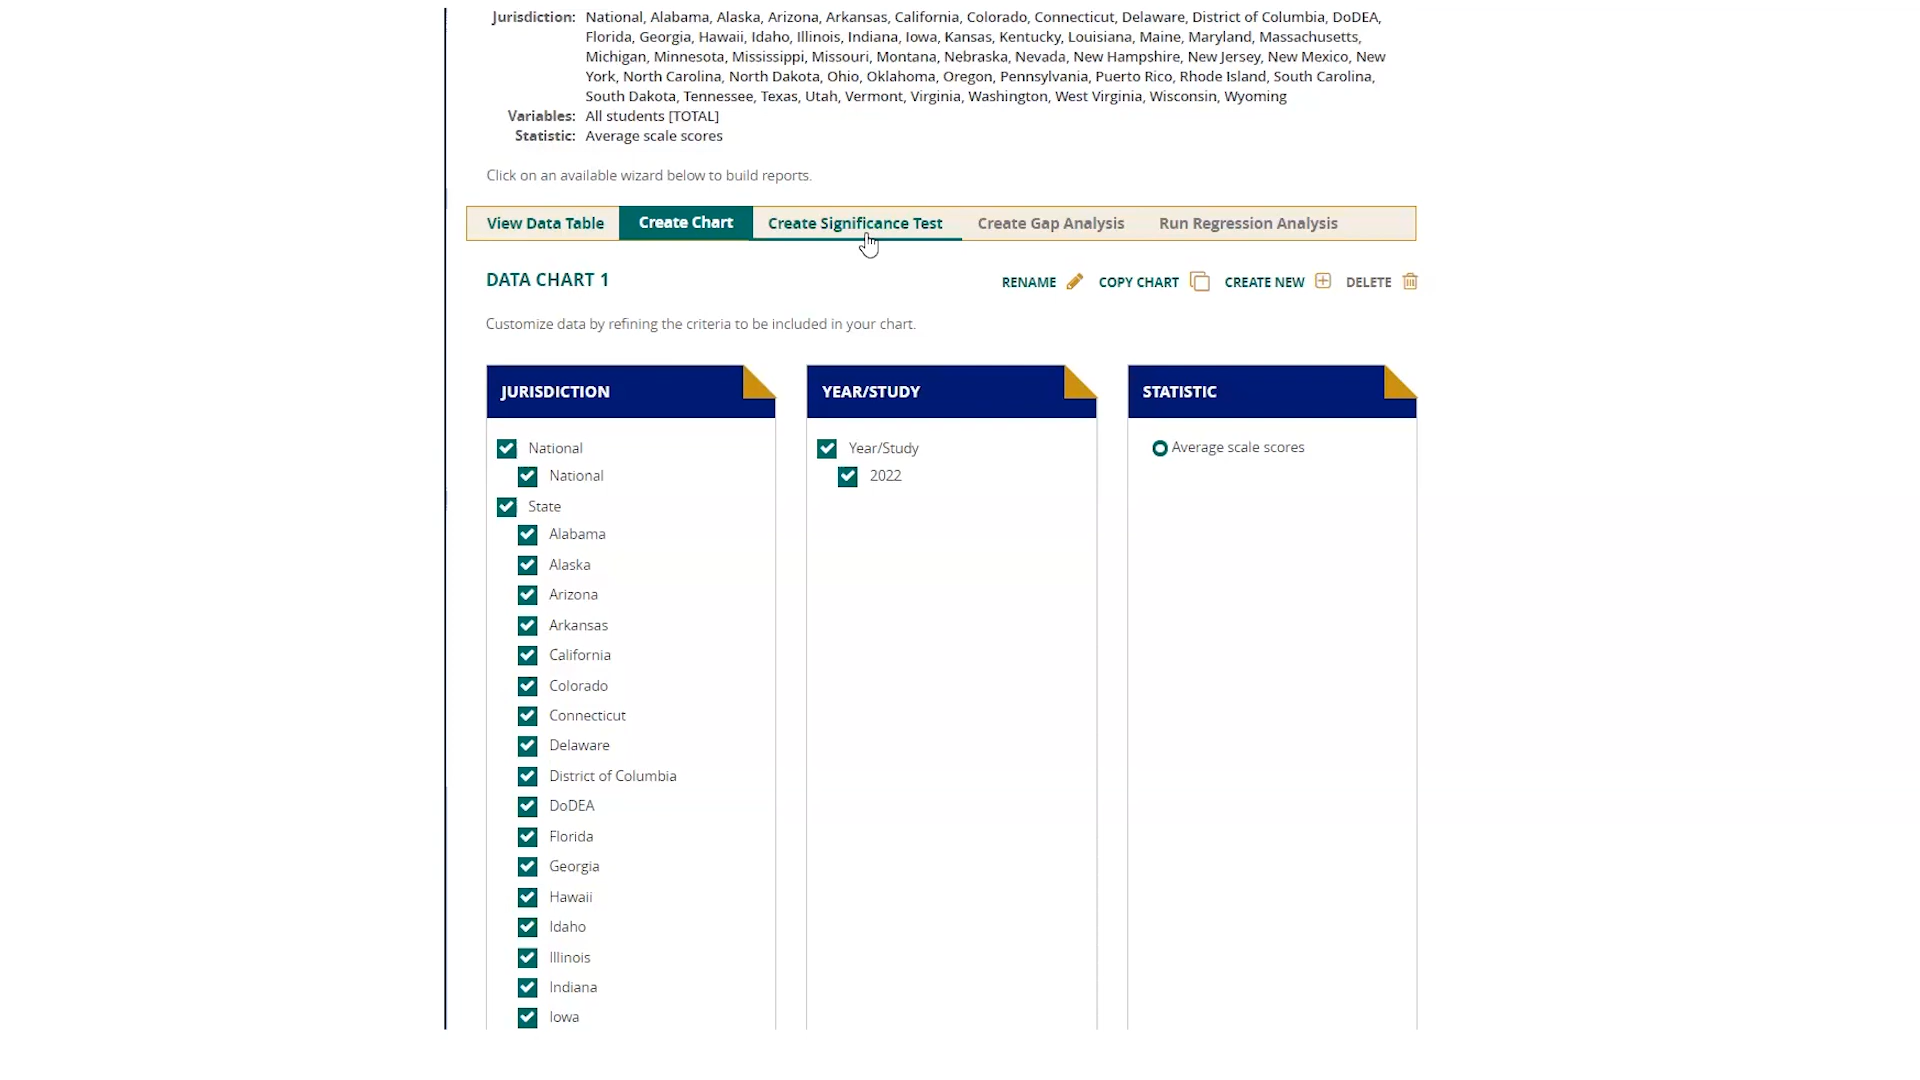 Jurisdiction: National, Alabama, Alaska, Arizona, Arkansas, California, Colorado, Connecticut, Delaware, District of Columbia, DoDEA,
Florida, Georgia, Hawaii, Idaho, Illinois, Indiana, Iowa, Kansas, Kentucky, Louisiana, Maine, Maryland, Massachusetts,
Michigan, Minnesota, Mississippi, Missouri, Montana, Nebraska, Nevada, New Hampshire, New Jersey, New Mexico, New
York, North Carolina, North Dakota, Ohio, Oklahoma, Oregon, Pennsylvania, Puerto Rico, Rhode Island, South Carolina,
South Dakota, Tennessee, Texas, Utah, Vermont, Virginia, Washington, West Virginia, Wisconsin, Wyoming
Variables: All students [TOTAL]
Statistic: Average scale scores
Click on an available wizard below to build reports.
View Data Table Create Chart Create Significance Test Create Gap Analysis Run Regression Analysis
DATA CHART 1 RENAME COPY CHART CREATE NEW DELETE
Customize data by refining the criteria to be included in your chart.
JURISDICTION
National
National
State
Alabama
Alaska
Arizona
Arkansas
California
Colorado
Connecticut
Delaware
District of Columbia
DoDEA
Florida
Georgia
Hawaii
Idaho
Illinois
Indiana
Iowa
YEAR/STUDY
Year/Study
2022
STATISTIC
Average scale scores